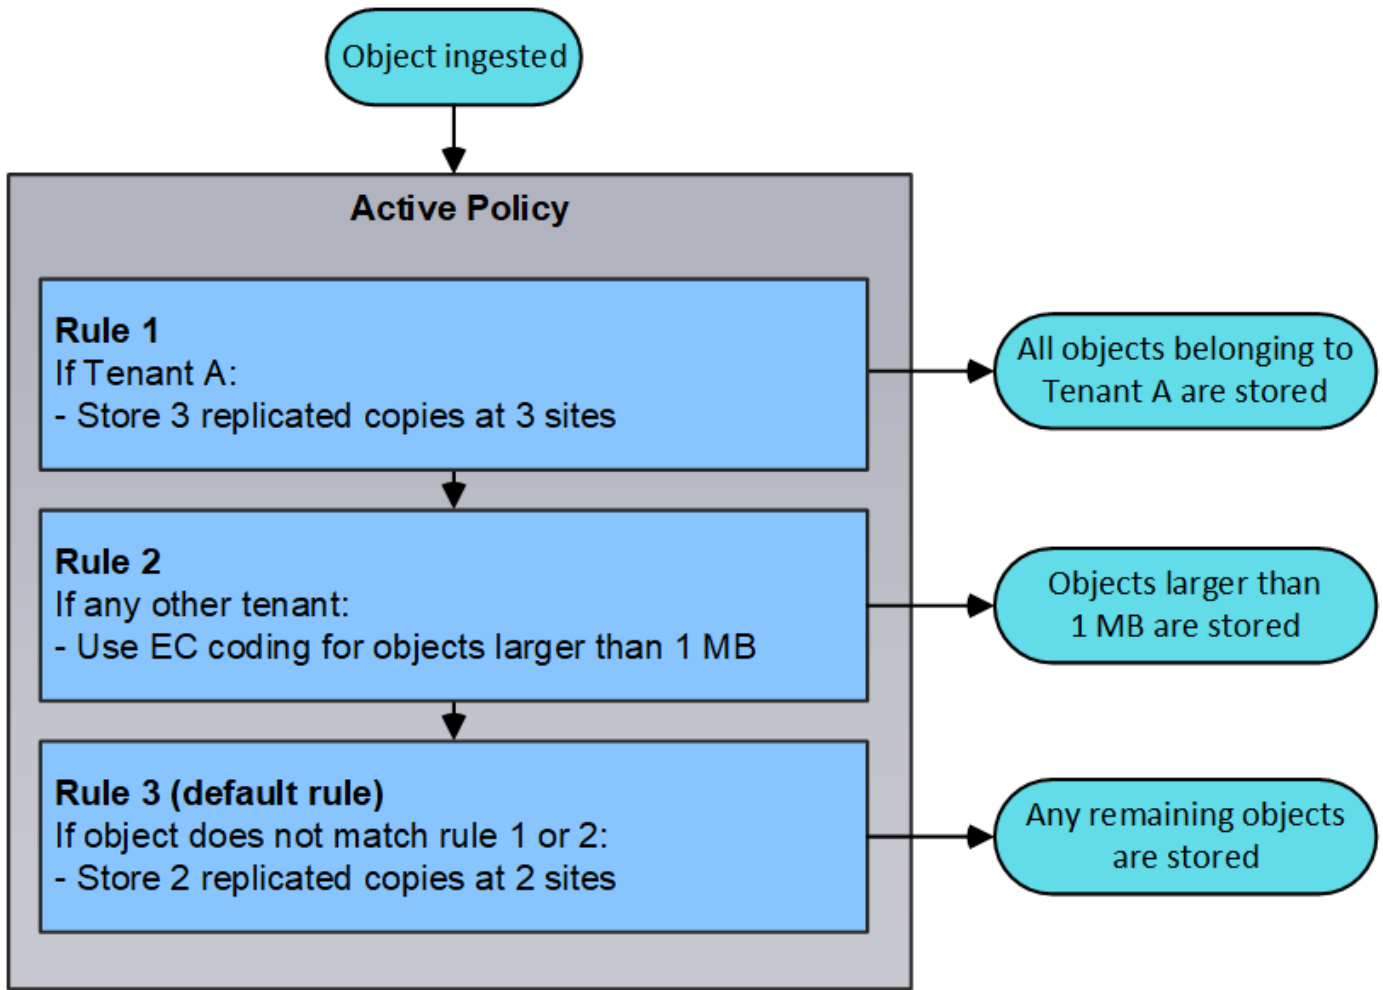 Object ingested
Active Policy
Rule 1
If Tenant A:
- Store 3 replicated copies at 3 sites
All objects belonging to
Tenant A are stored
Rule 2
If any other tenant:
- Use EC coding for objects larger than 1 MB
Objects larger than
1 MB are stored
Rule 3 (default rule)
If object does not match rule 1 or 2:
- Store 2 replicated copies at 2 sites
Any remaining objects
are stored